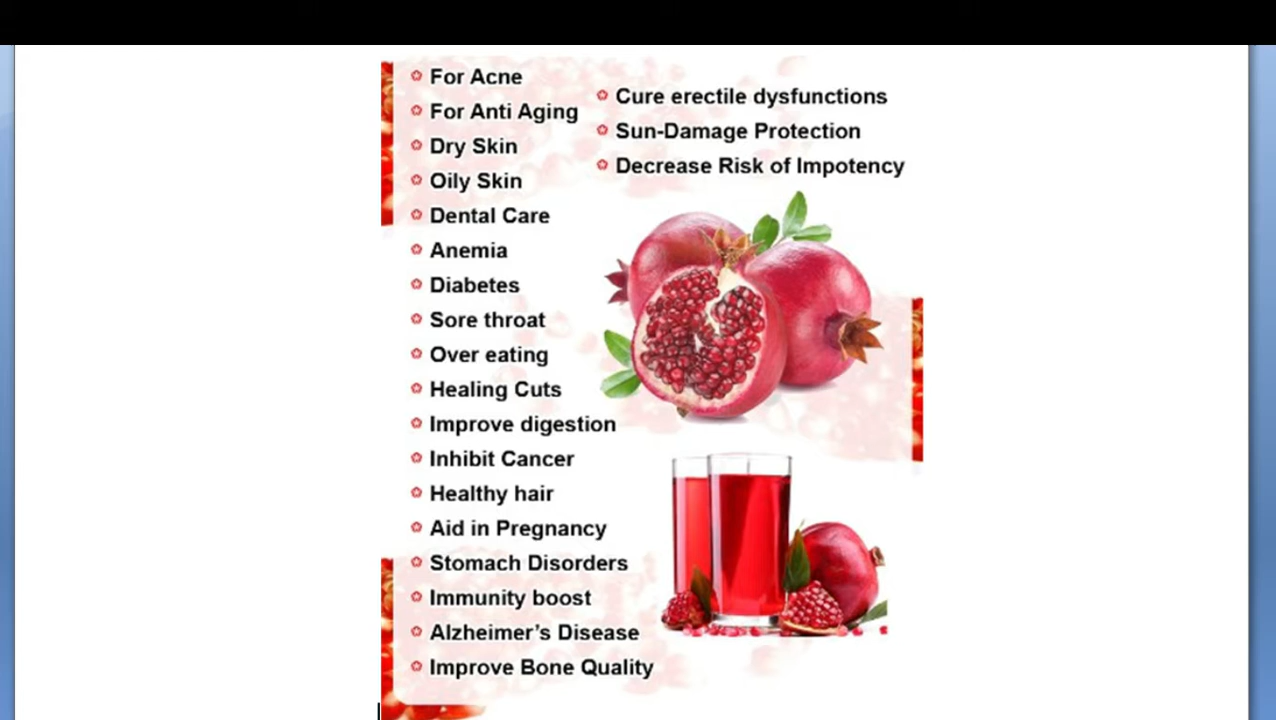 For Acne
For Anti Aging
Dry Skin
Oily Skin
Dental Care
Anemia
Diabetes
Sore throat
Over eating
Healing Cuts
Improve digestion
Inhibit Cancer
Healthy hair
Aid in Pregnancy
Stomach Disorders
Immunity boost
Alzheimer's Disease
Improve Bone Quality
Cure erectile dysfunctions
Sun-Damage Protection
Decrease Risk of Impotency